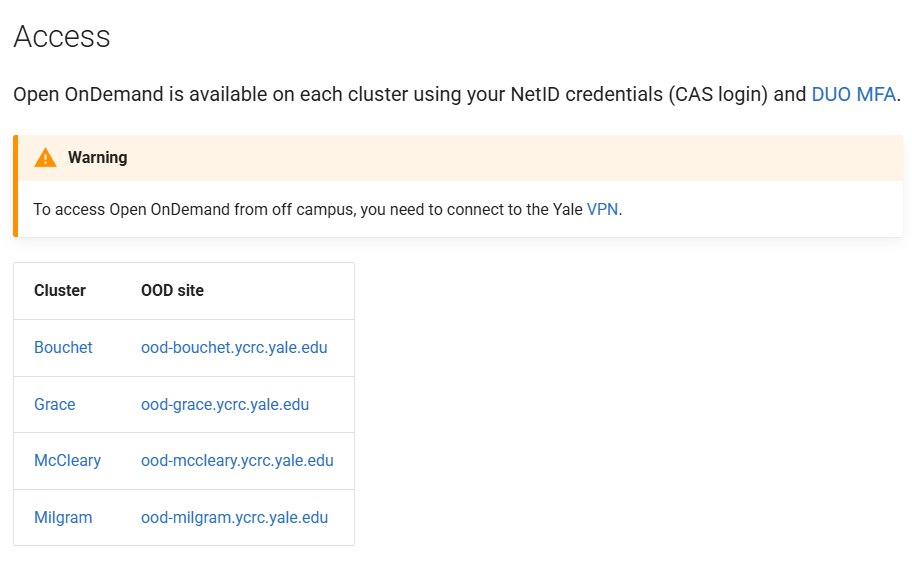 Access
Open OnDemand is available on each cluster using your NetID credentials (CAS login) and DUO MFA.
Warning
To access Open OnDemand from off campus, you need to connect to the Yale VPN.
Cluster OOD site
Bouchet ood-bouchet.ycrc.yale.edu
Grace ood-grace.ycrc.yale.edu
McCleary ood-mccleary.ycrc.yale.edu
Milgram ood-milgram.ycrc.yale.edu